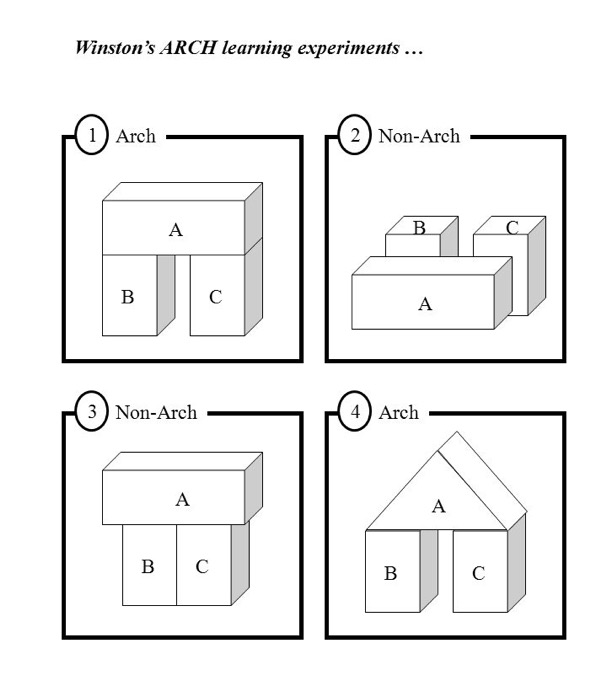 Winston's ARCH learning experiments …
1 Arch
A
B
C
2 Non-Arch
B
C
A
3 Non-Arch
A
B
C
4 Arch
A
B
C